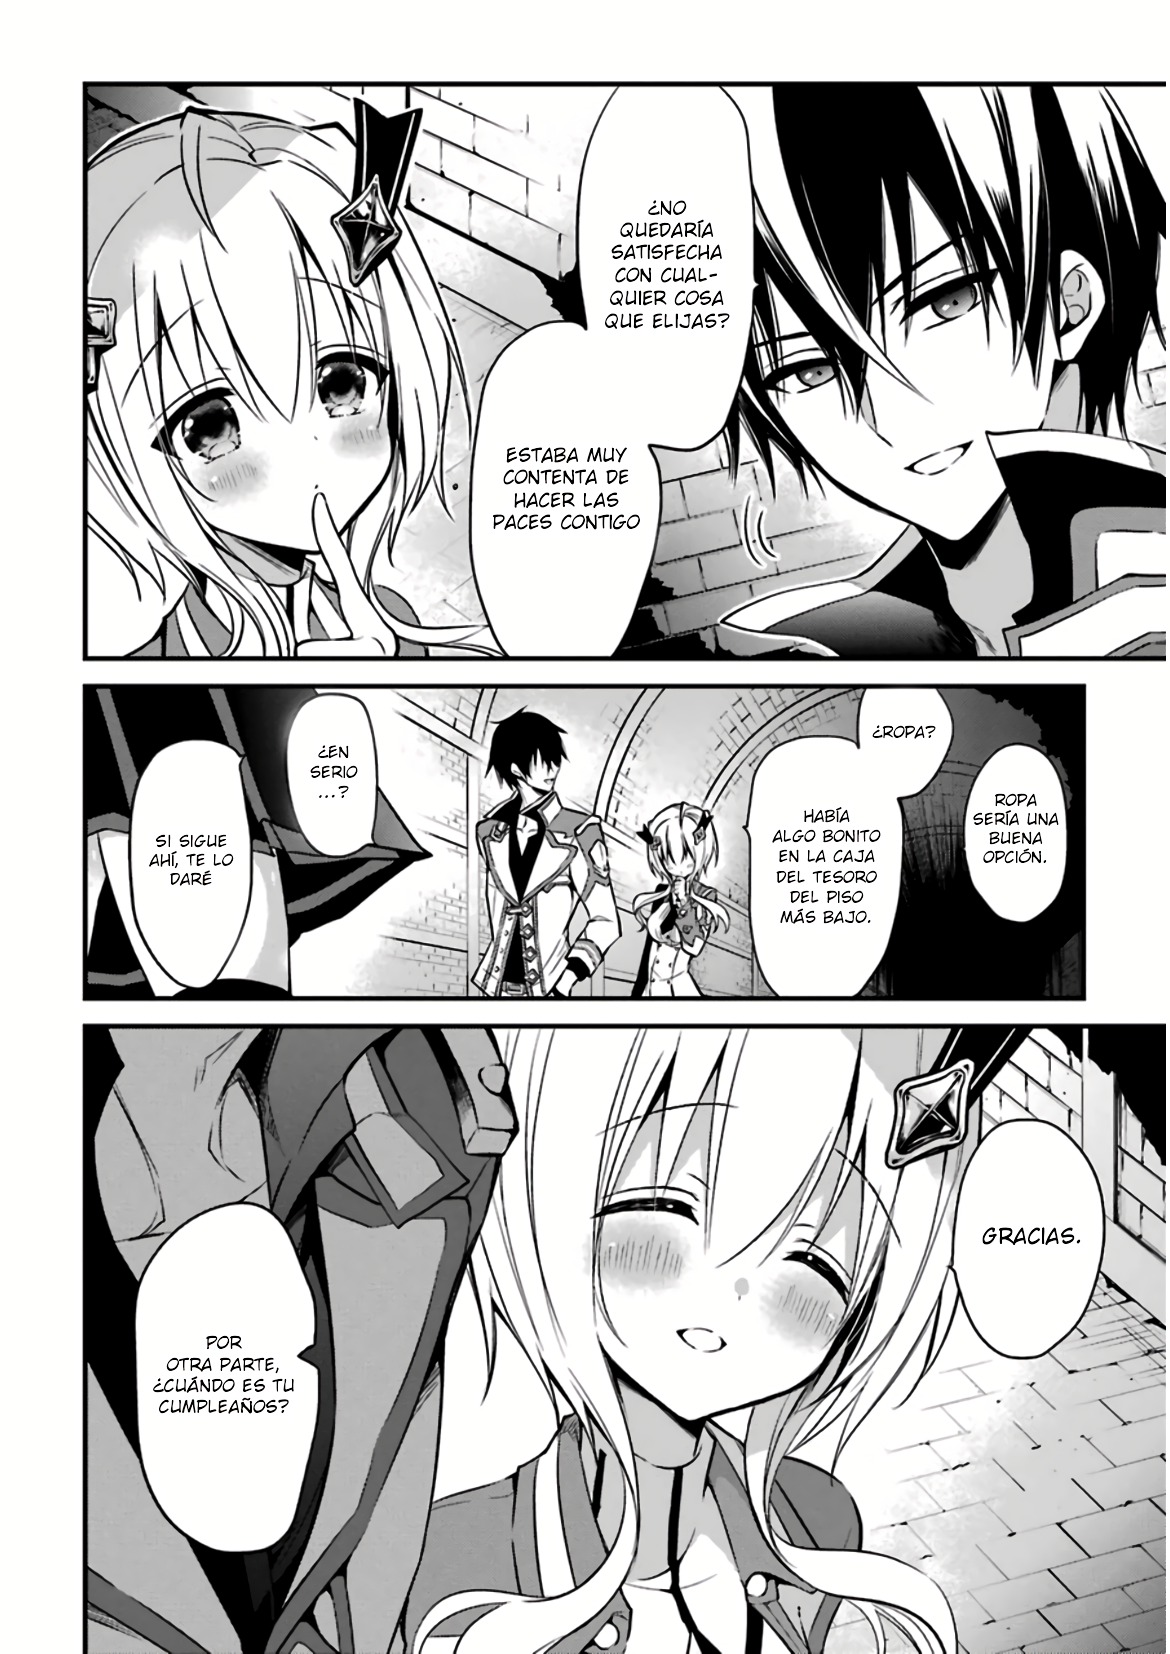 ¿NO
QUEDARÍA
SATISFECHA
CON CUAL-
QUIER COSA
QUE ELIJAS?
ESTABA MUY
CONTENTA DE
HACER LAS
PACES CONTIGO
ROPA
SERÍA UNA
BUENA
OPCIÓN.
¿ROPA?
HABÍA
ALGO BONITO
EN LA CAJA
DEL TESORO
DEL PISO
MÁS BAJO.
¿EN
SERIO
...?
SI SIGUE
AHÍ, TE LO
DARÉ
GRACIAS.
POR
OTRA PARTE,
¿CUÁNDO ES TU
CUMPLEAÑOS?